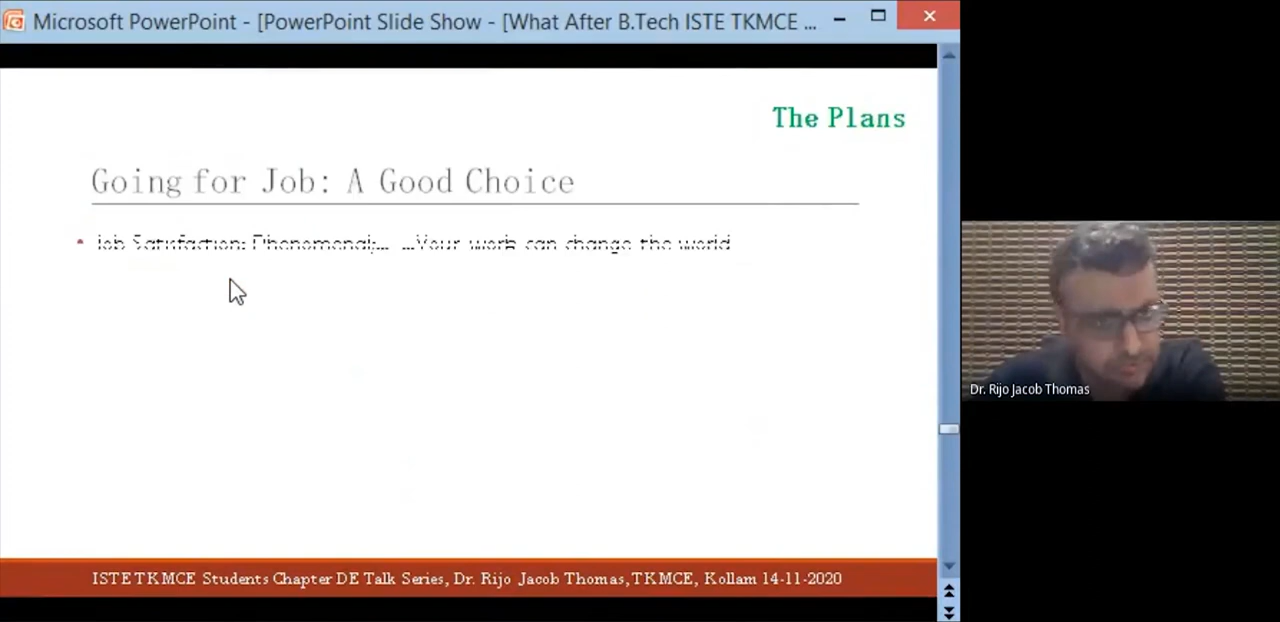 Microsoft PowerPoint - [PowerPoint Slide Show - [What After B.Tech ISTE TKMCE ...
The Plans
Going for Job: A Good Choice
• Job Satisfaction: Phenomenal,… …Your work can change the world
Dr. Rijo Jacob Thomas
ISTE TKMCE Students Chapter DE Talk Series, Dr. Rijo Jacob Thomas,TKMCE, Kollam 14-11-2020